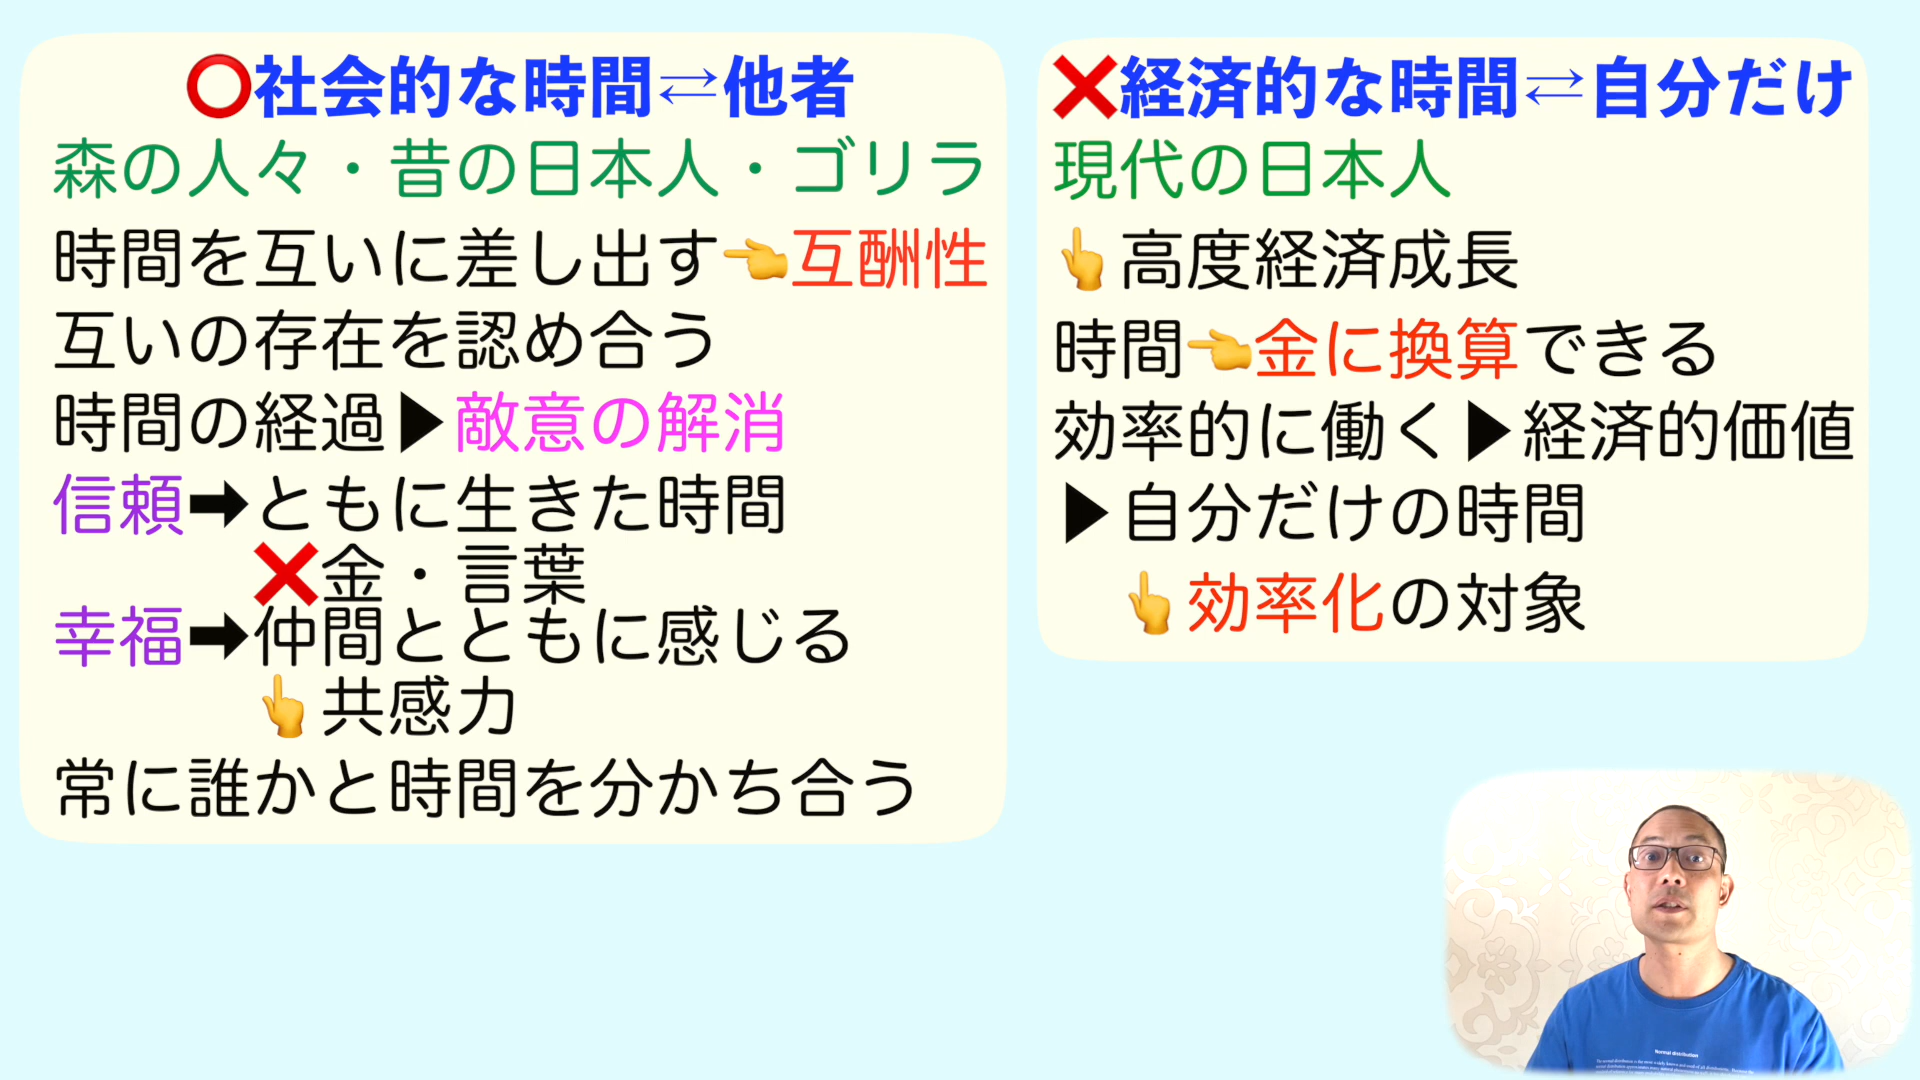 ⭕社会的な時間⇄他者
森の人々・昔の日本人・ゴリラ
時間を互いに差し出す👈互酬性
互いの存在を認め合う
時間の経過▶敵意の解消
信頼➡ともに生きた時間
❌金・言葉
幸福➡仲間とともに感じる
👆共感力
常に誰かと時間を分かち合う
❌経済的な時間⇄自分だけ
現代の日本人
👆高度経済成長
時間👈金に換算できる
効率的に働く▶経済的価値
▶自分だけの時間
👆効率化の対象
Normal distribution